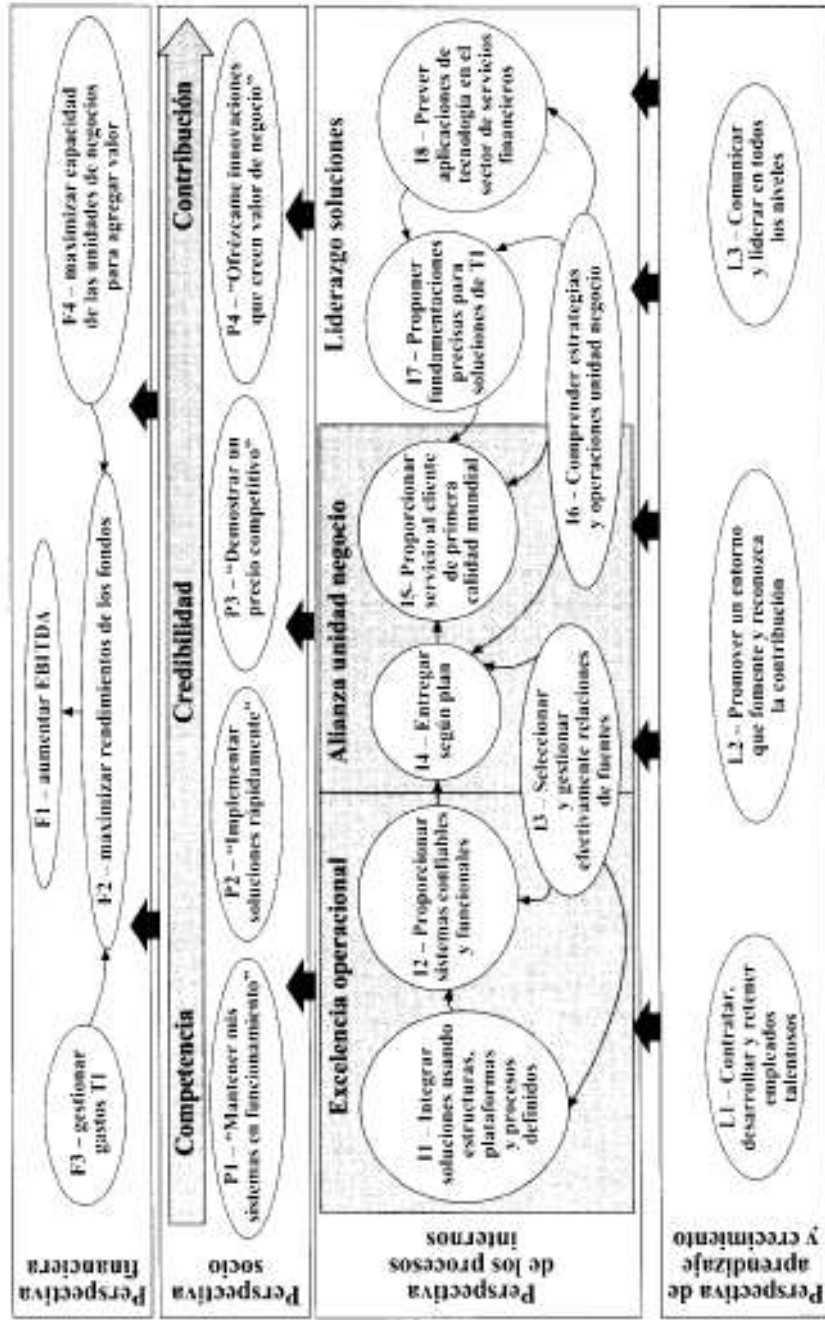 Perspectiva
financiera
F1 – aumentar EBITDA
F3 – gestionar
gastos TI
F2 – maximizar rendimientos de los fondos
F4 – maximizar capacidad
de las unidades de negocios
para agregar valor
Perspectiva
socio
Competencia
Credibilidad
Contribución
P1 – “Mantener mis
sistemas en funcionamiento”
P2 – “Implementar
soluciones rápidamente“
P3 – “Demostrar un
precio competitivo”
P4 – “Ofrézcame innovaciones
que creen valor de negocio”
Perspectiva
de los procesos
internos
Excelencia operacional
Alianza unidad negocio
Liderazgo soluciones
I1 – Integrar
soluciones usando
estructuras,
plataformas
y procesos
definidos
I2 – Proporcionar
sistemas confiables
y funcionales
I4 – Entregar
según plan
I5- Proporcionar
servicio al cliente
de primera
calidad mundial
I7 – Proponer
fundamentaciones
precisas para
soluciones de TI
I8 – Prever
aplicaciones de
tecnología en el
sector de servicios
financieros
I3 – Seleccionar
y gestionar
efectivamente relaciones
de fuentes
I6 – Comprender estrategias
y operaciones unidad negocio
Perspectiva de
aprendizaje
y crecimiento
L1 – Contratar,
desarrollar y retener
empleados
talentosos
L2 – Promover un entorno
que fomente y reconozca
la contribución
L3 – Comunicar
y liderar en todos
los niveles